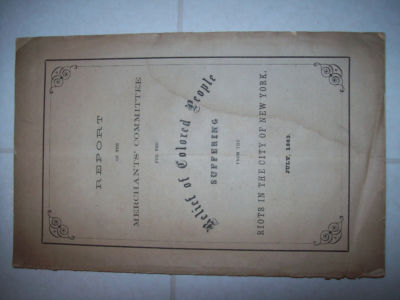 REPORT
OF THE
MERCHANTS' COMMITTEE
FOR THE
Relief of Colored People
SUFFERING
FROM THE
RIOTS IN THE CITY OF NEW YORK.
JULY, 1863.